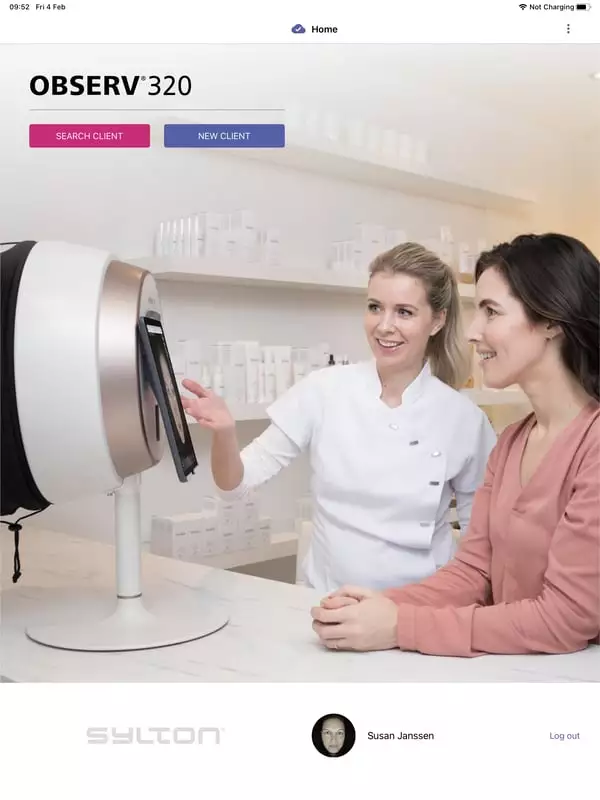 09:52 Fri 4 Feb Not Charging
Home
OBSERV®320
SEARCH CLIENT NEW CLIENT
SYLTON
Susan Janssen
Log out